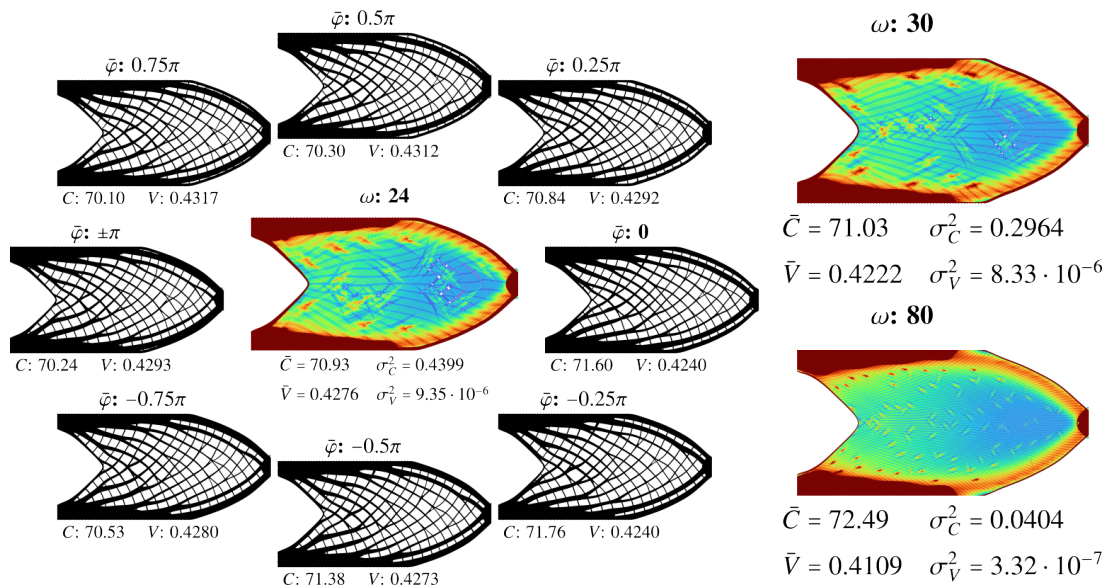 φ̄: 0.5π
C: 70.30 V: 0.4312
φ̄: 0.75π
C: 70.10 V: 0.4317
φ̄: 0.25π
C: 70.84 V: 0.4292
φ̄: ±π
C: 70.24 V: 0.4293
ω: 24
C̄ = 70.93 σ²_C = 0.4399
V̄ = 0.4276 σ²_V = 9.35 · 10⁻⁶
φ̄: 0
C: 71.60 V: 0.4240
φ̄: −0.75π
C: 70.53 V: 0.4280
φ̄: −0.5π
C: 71.38 V: 0.4273
φ̄: −0.25π
C: 71.76 V: 0.4240
ω: 30
C̄ = 71.03 σ²_C = 0.2964
V̄ = 0.4222 σ²_V = 8.33 · 10⁻⁶
ω: 80
C̄ = 72.49 σ²_C = 0.0404
V̄ = 0.4109 σ²_V = 3.32 · 10⁻⁷